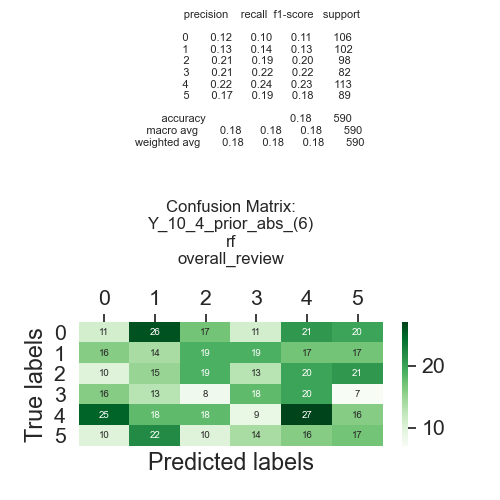 precision recall f1-score support
0 0.12 0.10 0.11 106
1 0.13 0.14 0.13 102
2 0.21 0.19 0.20 98
3 0.21 0.22 0.22 82
4 0.22 0.24 0.23 113
5 0.17 0.19 0.18 89
accuracy 0.18 590
macro avg 0.18 0.18 0.18 590
weighted avg 0.18 0.18 0.18 590
Confusion Matrix:
Y_10_4_prior_abs_(6)
rf
overall_review
0 1 2 3 4 5
True labels
0 11 26 17 11 21 20
1 16 14 19 19 17 17
2 10 15 19 13 20 21
3 16 13 8 18 20 7
4 25 18 18 9 27 16
5 10 22 10 14 16 17
20
10
Predicted labels